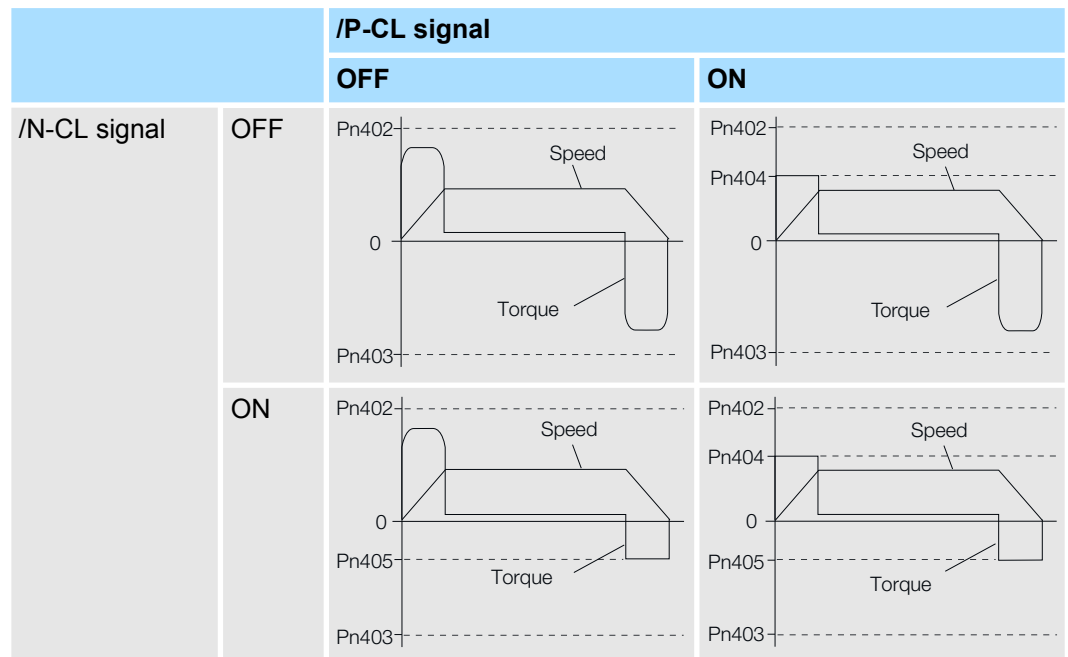 /P-CL signal
OFF ON
/N-CL signal OFF
Pn402
Speed
0
Torque
Pn403
Pn402
Speed
Pn404
0
Torque
Pn403
ON
Pn402
Speed
0
Pn405
Torque
Pn403
Pn402
Speed
Pn404
0
Pn405
Torque
Pn403